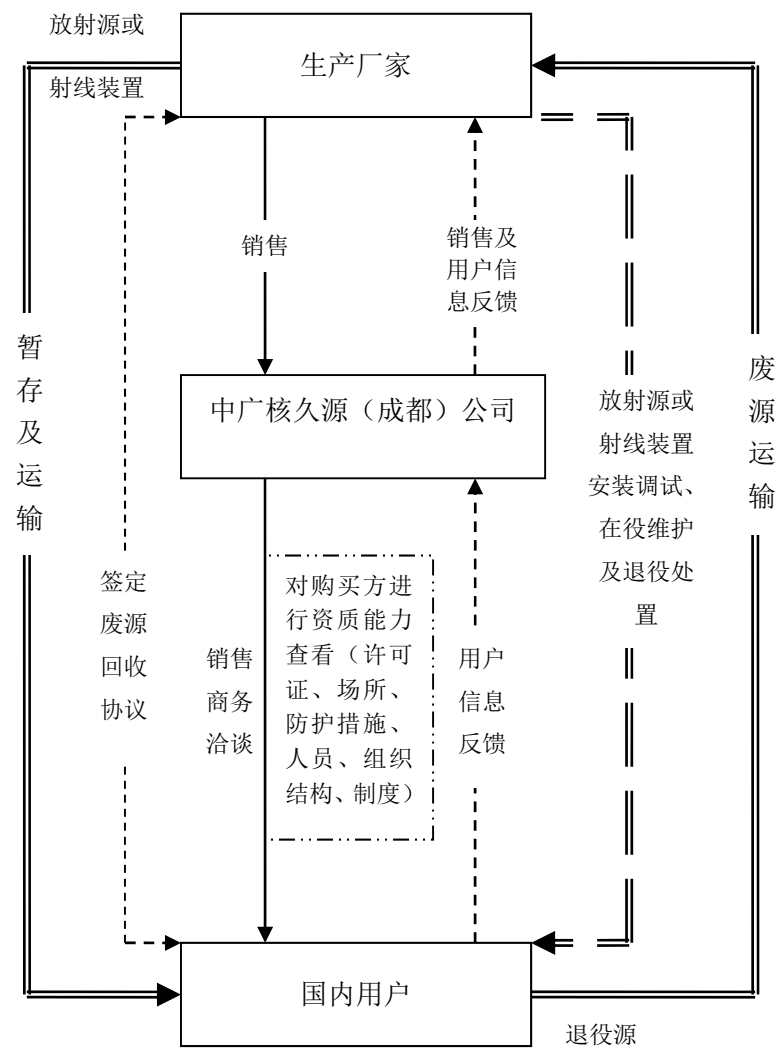 放射源或
射线装置
生产厂家
销售
销售及
用户信
息反馈
暂
存
及
运
输
中广核久源（成都）公司
放射源或
射线装置
安装调试、
在役维护
及退役处
置
废
源
运
输
签定
废源
回收
协议
销售
商务
洽谈
对购买方进
行资质能力
查看（许可
证、场所、
防护措施、
人员、组织
结构、制度）
用户
信息
反馈
国内用户
退役源